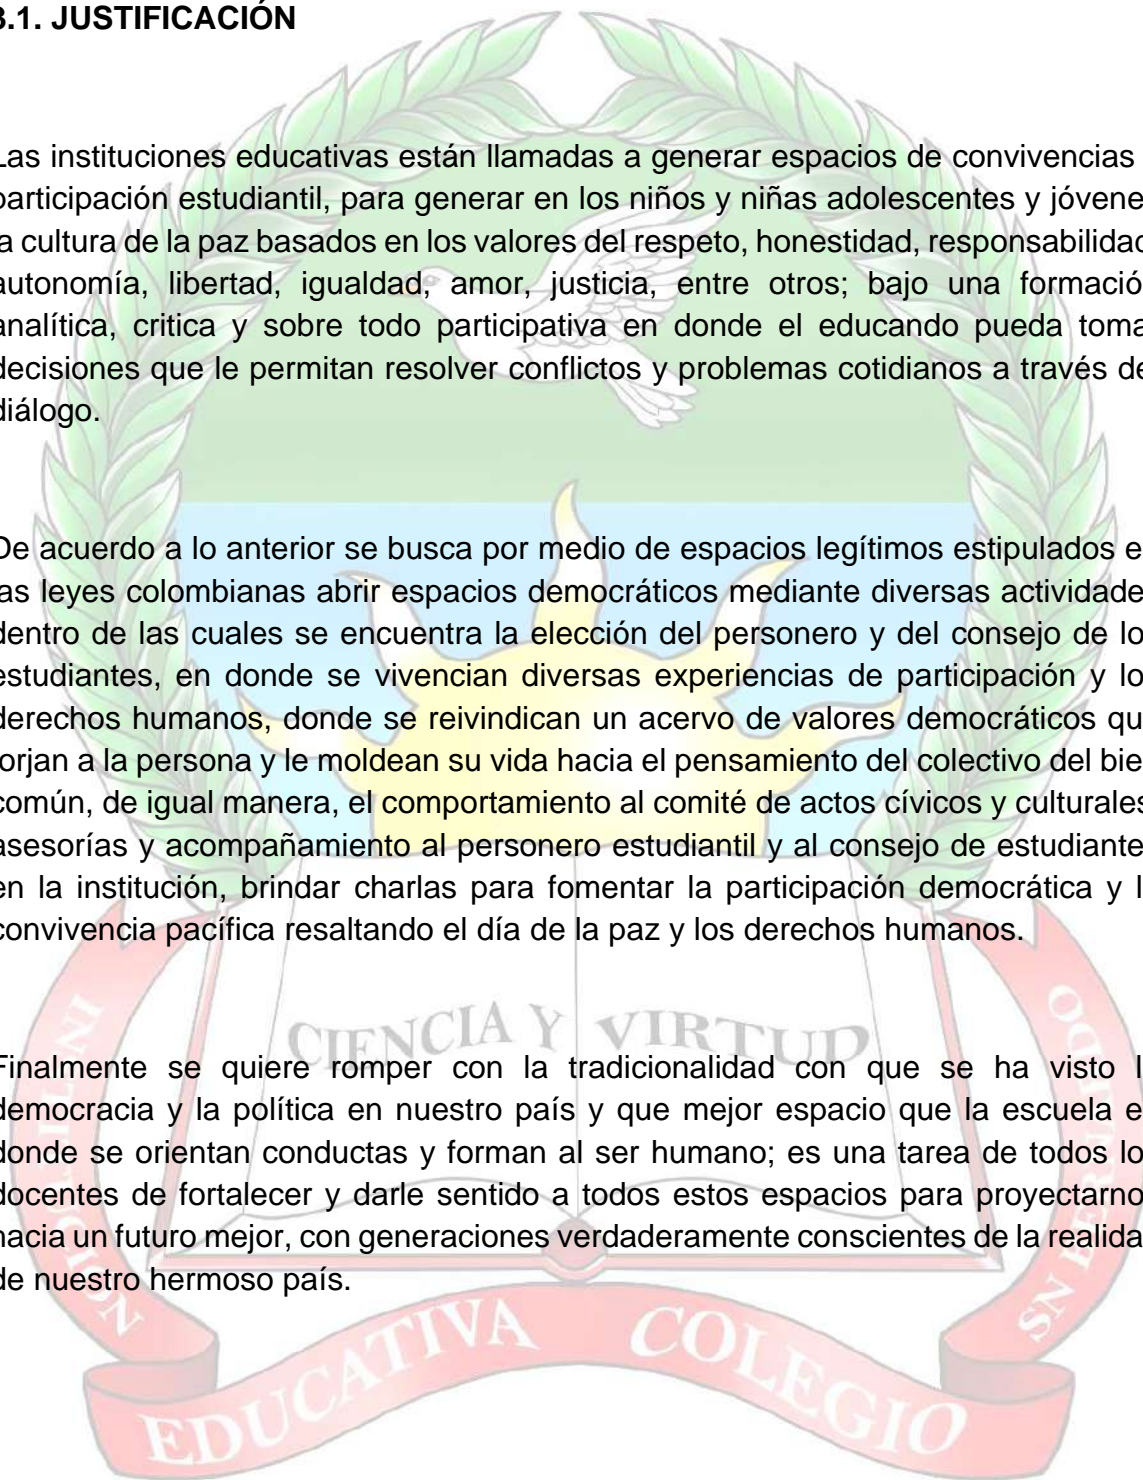 JUSTIFICACIÓN
Las instituciones educativas están llamadas a generar espacios de convivencias
participación estudiantil, para generar en los niños y niñas adolescentes y jóvene
la cultura de la paz basados en los valores del respeto, honestidad, responsabilidad
autonomía, libertad, igualdad, amor, justicia, entre otros; bajo una formació
analítica, critica y sobre todo participativa en donde el educando pueda toma
decisiones que le permitan resolver conflictos y problemas cotidianos a través de
diálogo.
De acuerdo a lo anterior se busca por medio de espacios legítimos estipulados e
las leyes colombianas abrir espacios democráticos mediante diversas actividade
dentro de las cuales se encuentra la elección del personero y del consejo de lo
estudiantes, en donde se vivencian diversas experiencias de participación y lo
derechos humanos, donde se reivindican un acervo de valores democráticos qu
forjan a la persona y le moldean su vida hacia el pensamiento del colectivo del bie
común, de igual manera, el comportamiento al comité de actos cívicos y culturales
asesorías y acompañamiento al personero estudiantil y al consejo de estudiante
en la institución, brindar charlas para fomentar la participación democrática y l
convivencia pacífica resaltando el día de la paz y los derechos humanos.
CIENCIA Y VIRTUD
Finalmente se quiere romper con la tradicionalidad con que se ha visto l
democracia y la política en nuestro país y que mejor espacio que la escuela e
donde se orientan conductas y forman al ser humano; es una tarea de todos lo
docentes de fortalecer y darle sentido a todos estos espacios para proyectarno
hacia un futuro mejor, con generaciones verdaderamente conscientes de la realida
de nuestro hermoso país.
EDUCATIVA COLEGIO